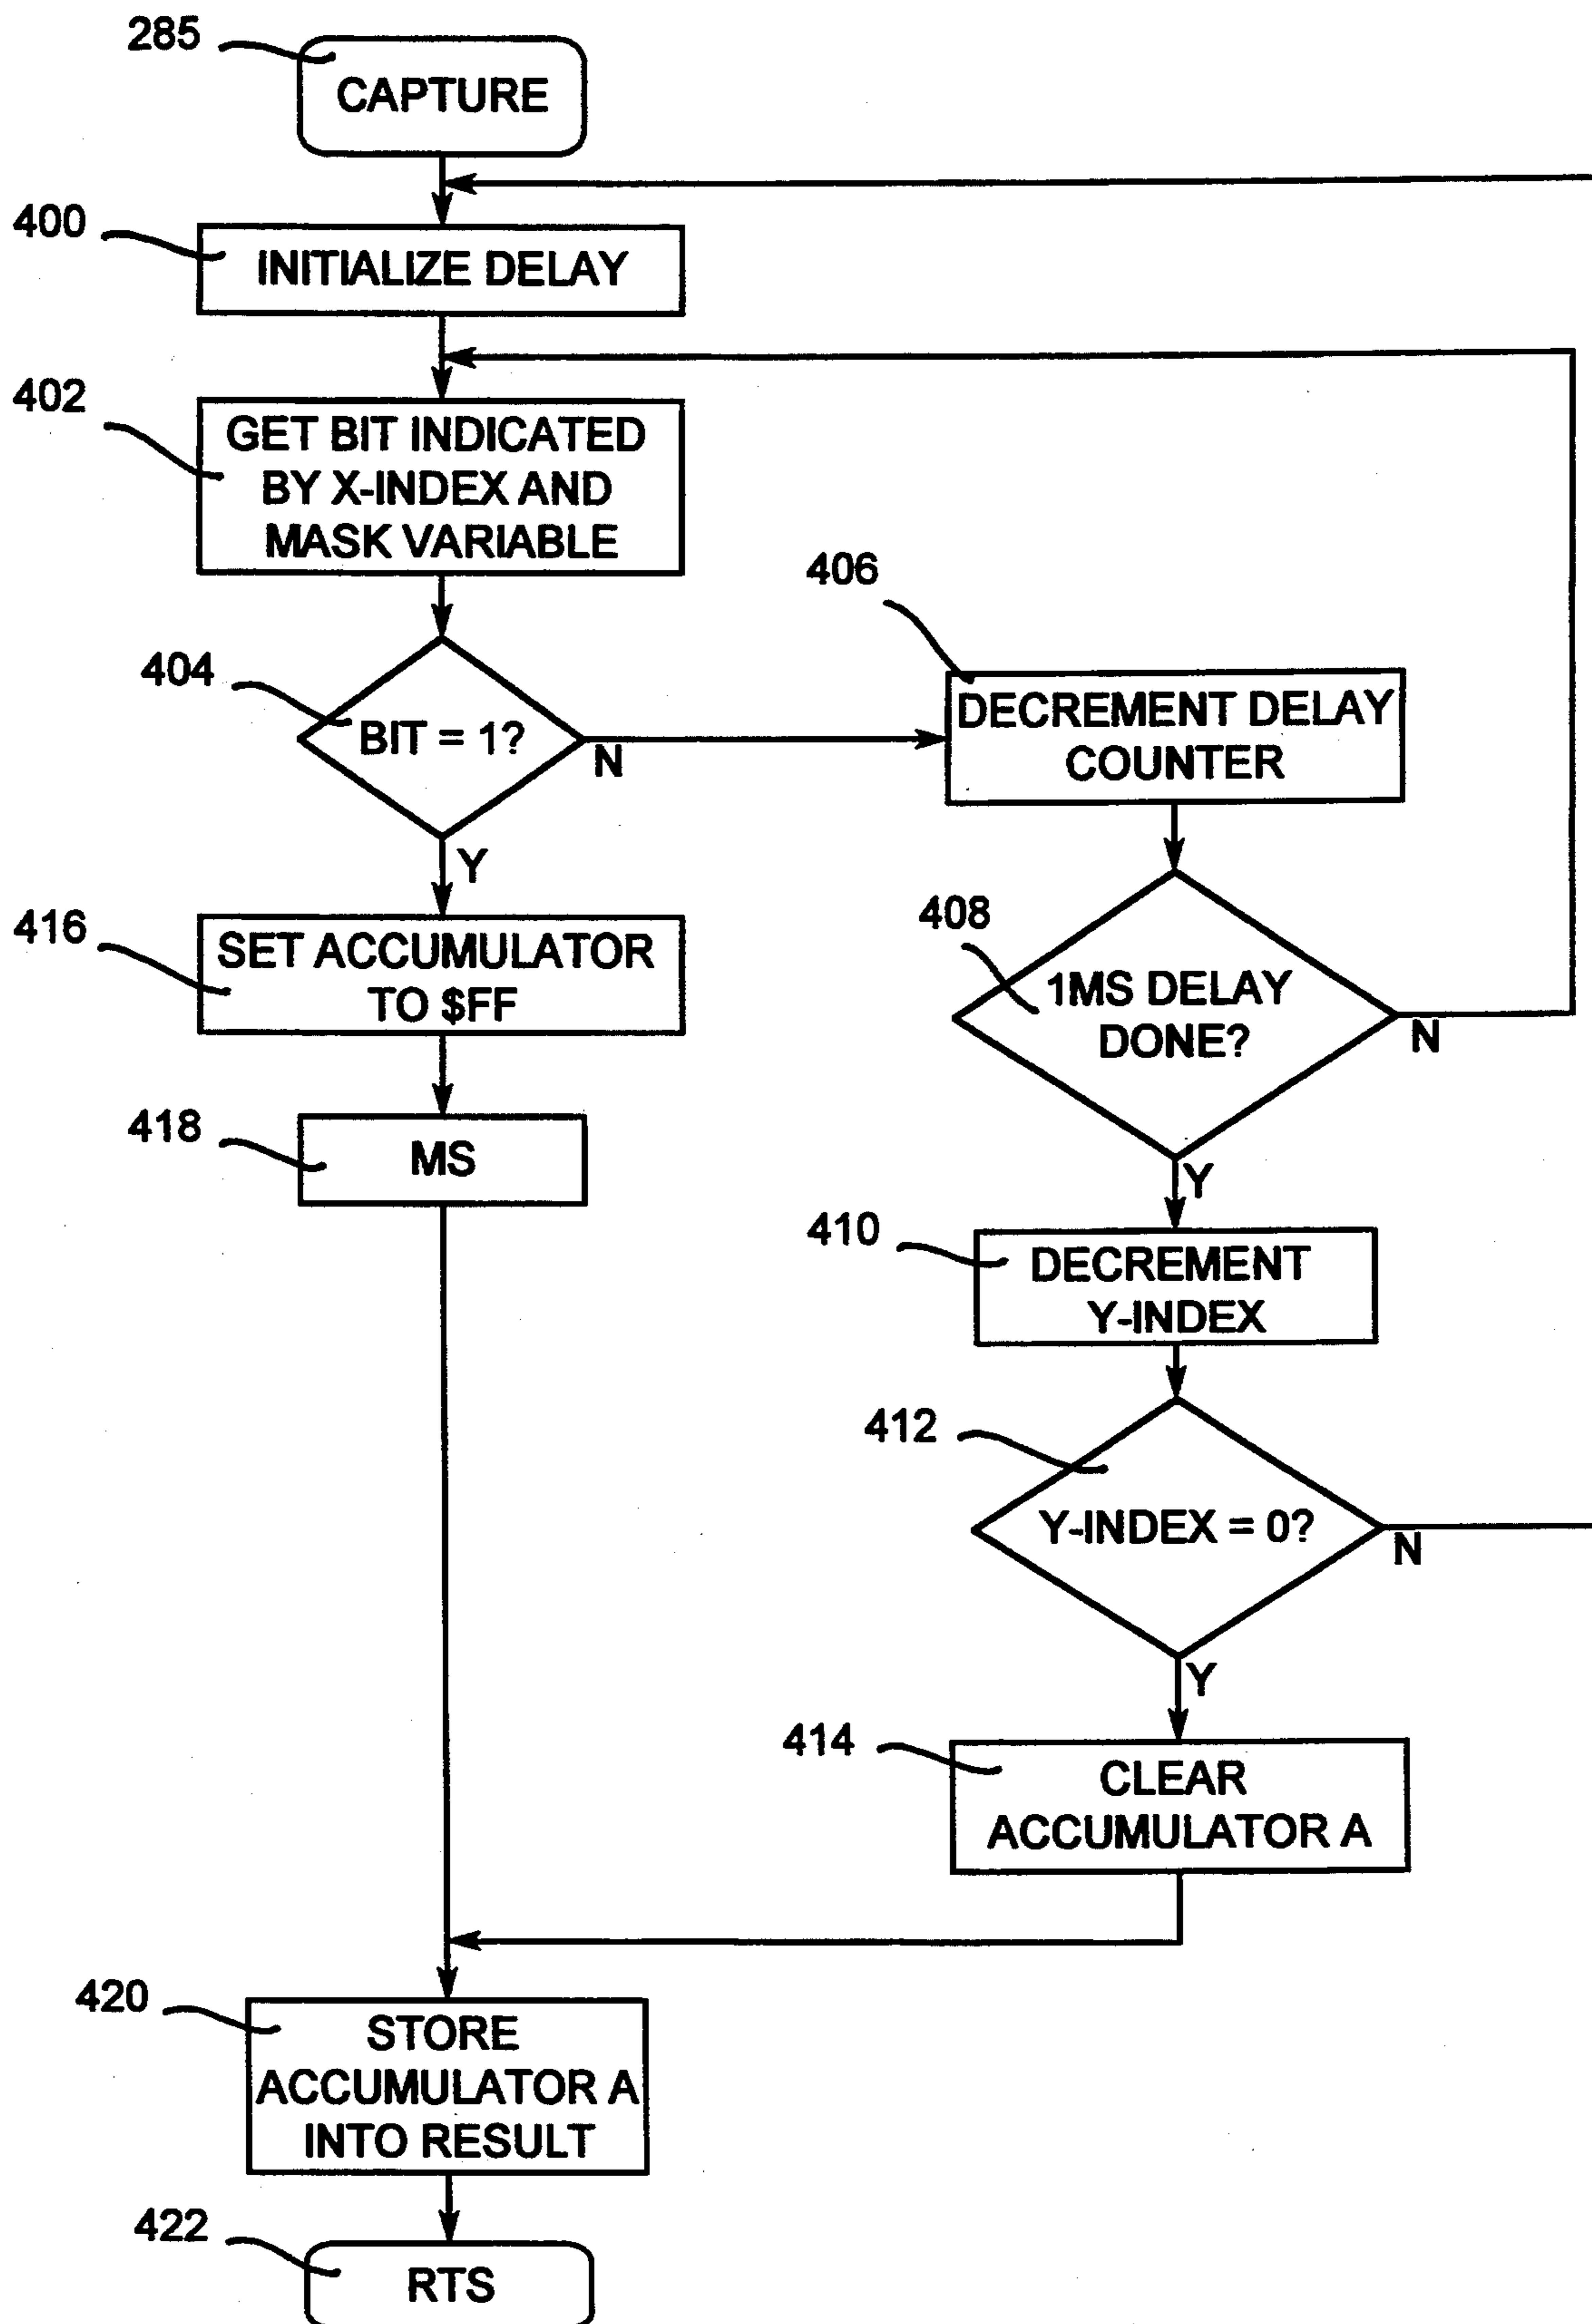 285
CAPTURE
400
INITIALIZE DELAY
402
GET BIT INDICATED
BY X-INDEX AND
MASK VARIABLE
404
BIT = 1?
N
Y
406
DECREMENT DELAY
COUNTER
408
1MS DELAY
DONE?
N
Y
416
SET ACCUMULATOR
TO $FF
418
MS
410
DECREMENT
Y-INDEX
412
Y-INDEX = 0?
N
Y
414
CLEAR
ACCUMULATOR A
420
STORE
ACCUMULATOR A
INTO RESULT
422
RTS